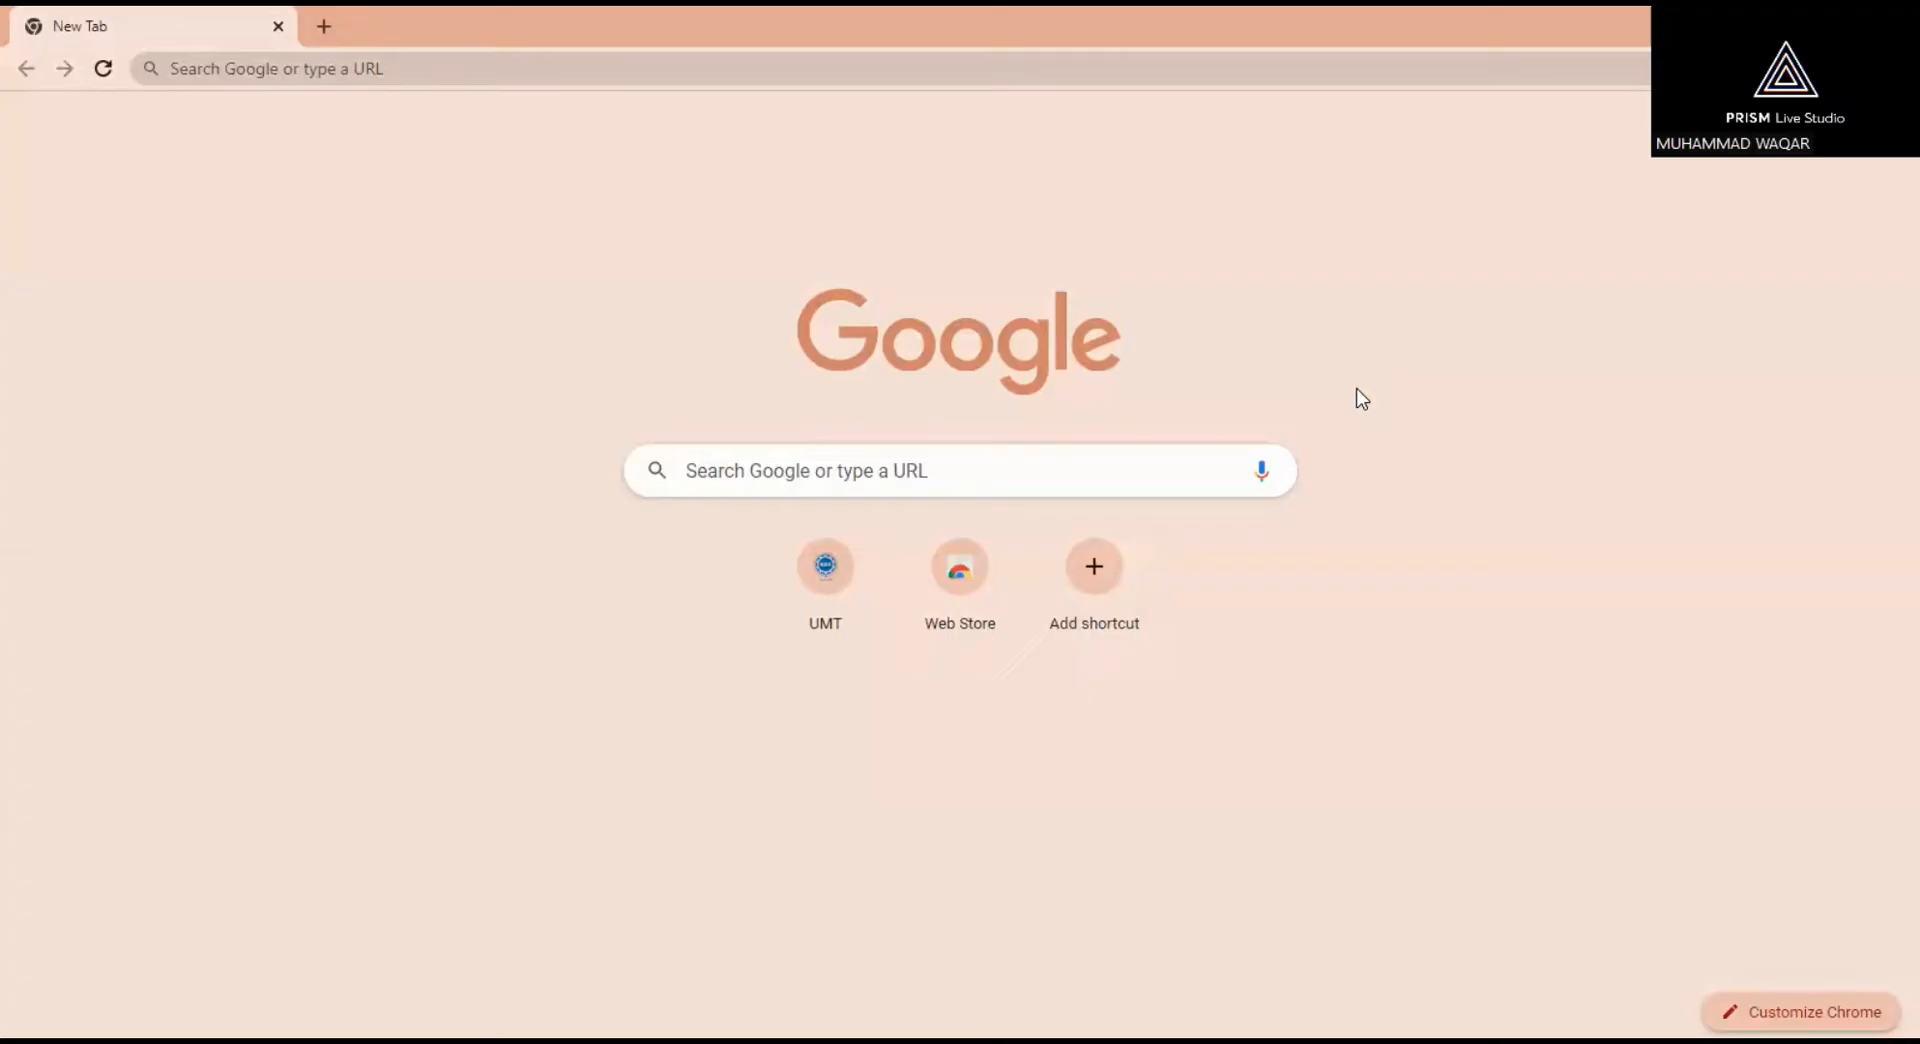 New Tab
Search Google or type a URL
PRISM Live Studio
MUHAMMAD WAQAR
Google
Search Google or type a URL
UMT
Web Store
Add shortcut
Customize Chrome